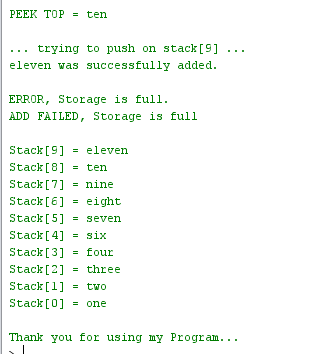 PEEK TOP = ten
... trying to push on stack[9] ...
eleven was successfully added.
ERROR, Storage is full.
ADD FAILED, Storage is full
Stack[9] = eleven
Stack[8] = ten
Stack[7] = nine
Stack[6] = eight
Stack[5] = seven
Stack[4] = six
Stack[3] = four
Stack[2] = three
Stack[1] = two
Stack[0] = one
Thank you for using my Program...
>